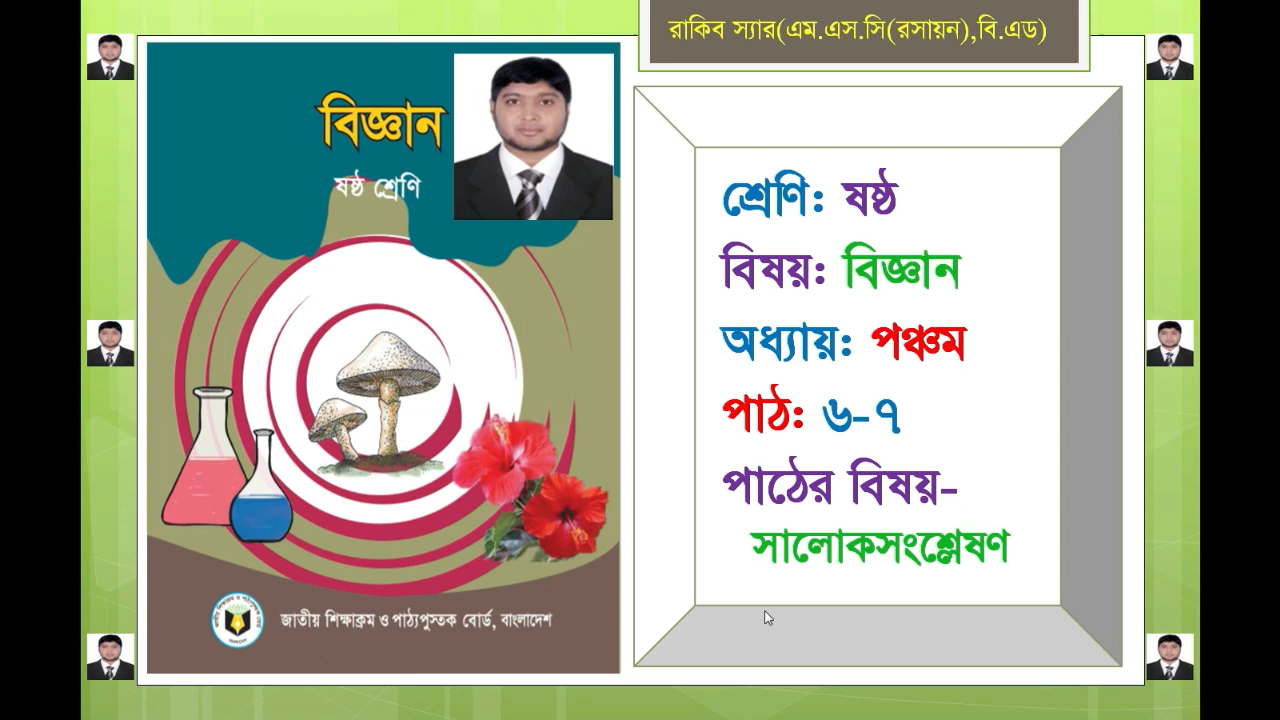 রাকিব স্যার(এম.এস.সি(রসায়ন),বি.এড)
বিজ্ঞান
ষষ্ঠ শ্রেণি
জাতীয় শিক্ষাক্রম ও পাঠ্যপুস্তক বোর্ড, বাংলাদেশ
শ্রেণি: ষষ্ঠ
বিষয়: বিজ্ঞান
অধ্যায়: পঞ্চম
পাঠ: ৬-৭
পাঠের বিষয়-
সালোকসংশ্লেষণ